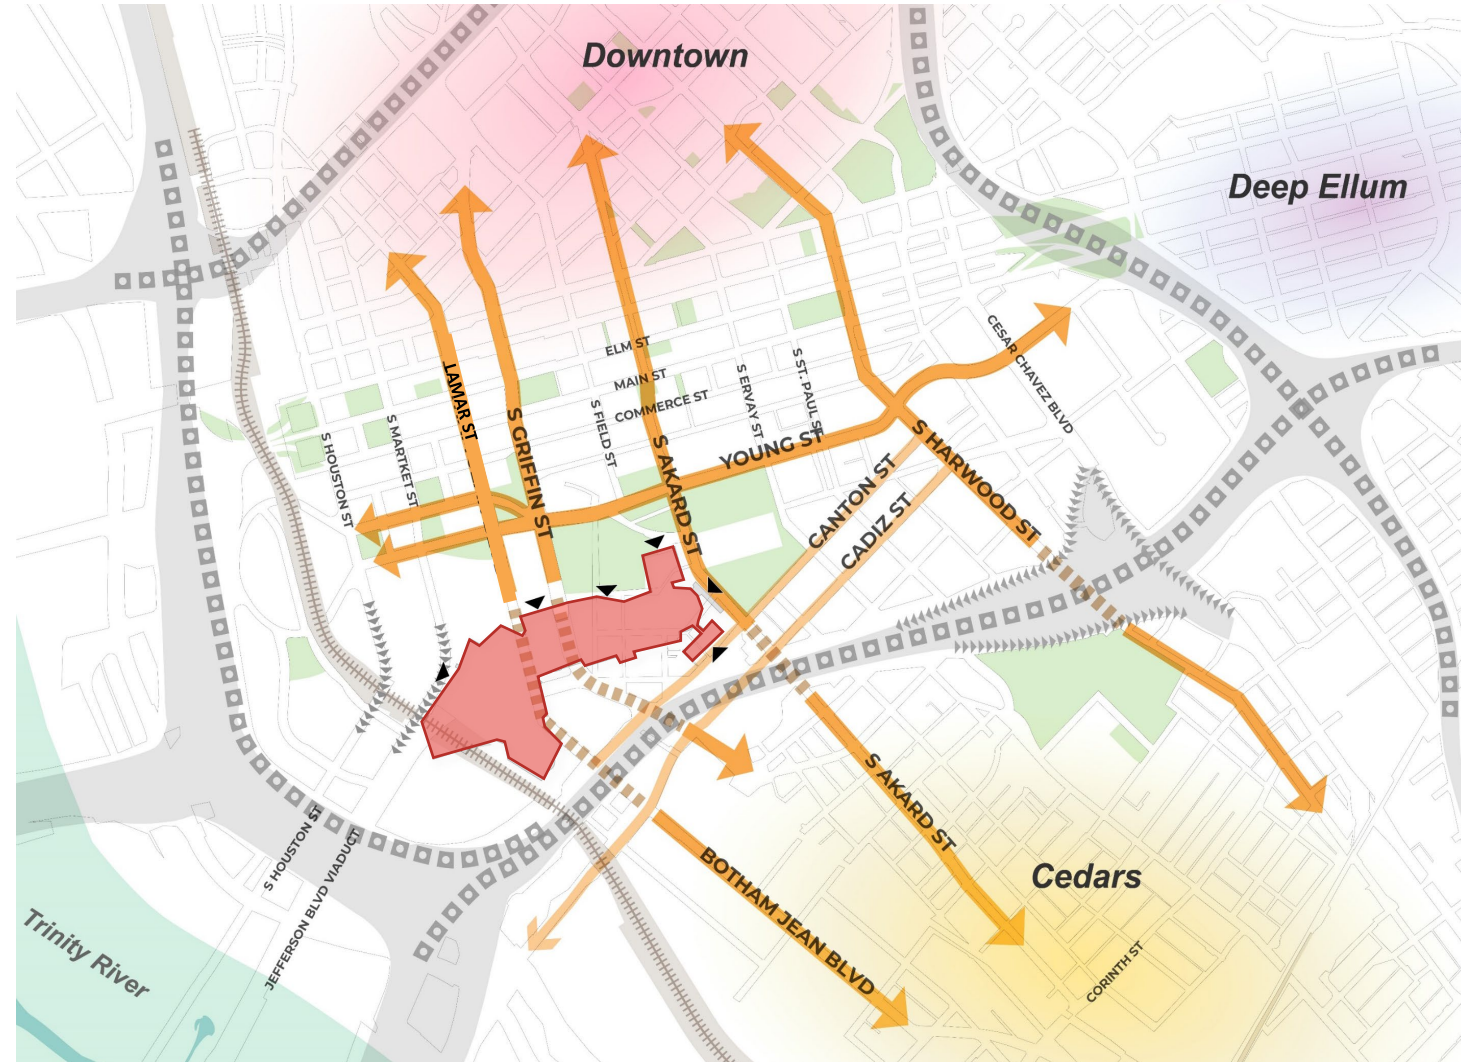 Downtown
Deep Ellum
ELM ST
MAIN ST
COMMERCE ST
CESAR CHAVEZ BLVD
LAMAR ST
S GRIFFIN ST
S FIELD ST
S ERVAY ST
S ST. PAUL ST
S HOUSTON ST
S MARTKET ST
S AKARD ST
YOUNG ST
S HARWOOD ST
CANTON ST
CADIZ ST
S AKARD ST
Cedars
BOTHAM JEAN BLVD
CORINTH ST
S HOUSTON ST
JEFFERSON BLVD VIADUCT
Trinity River